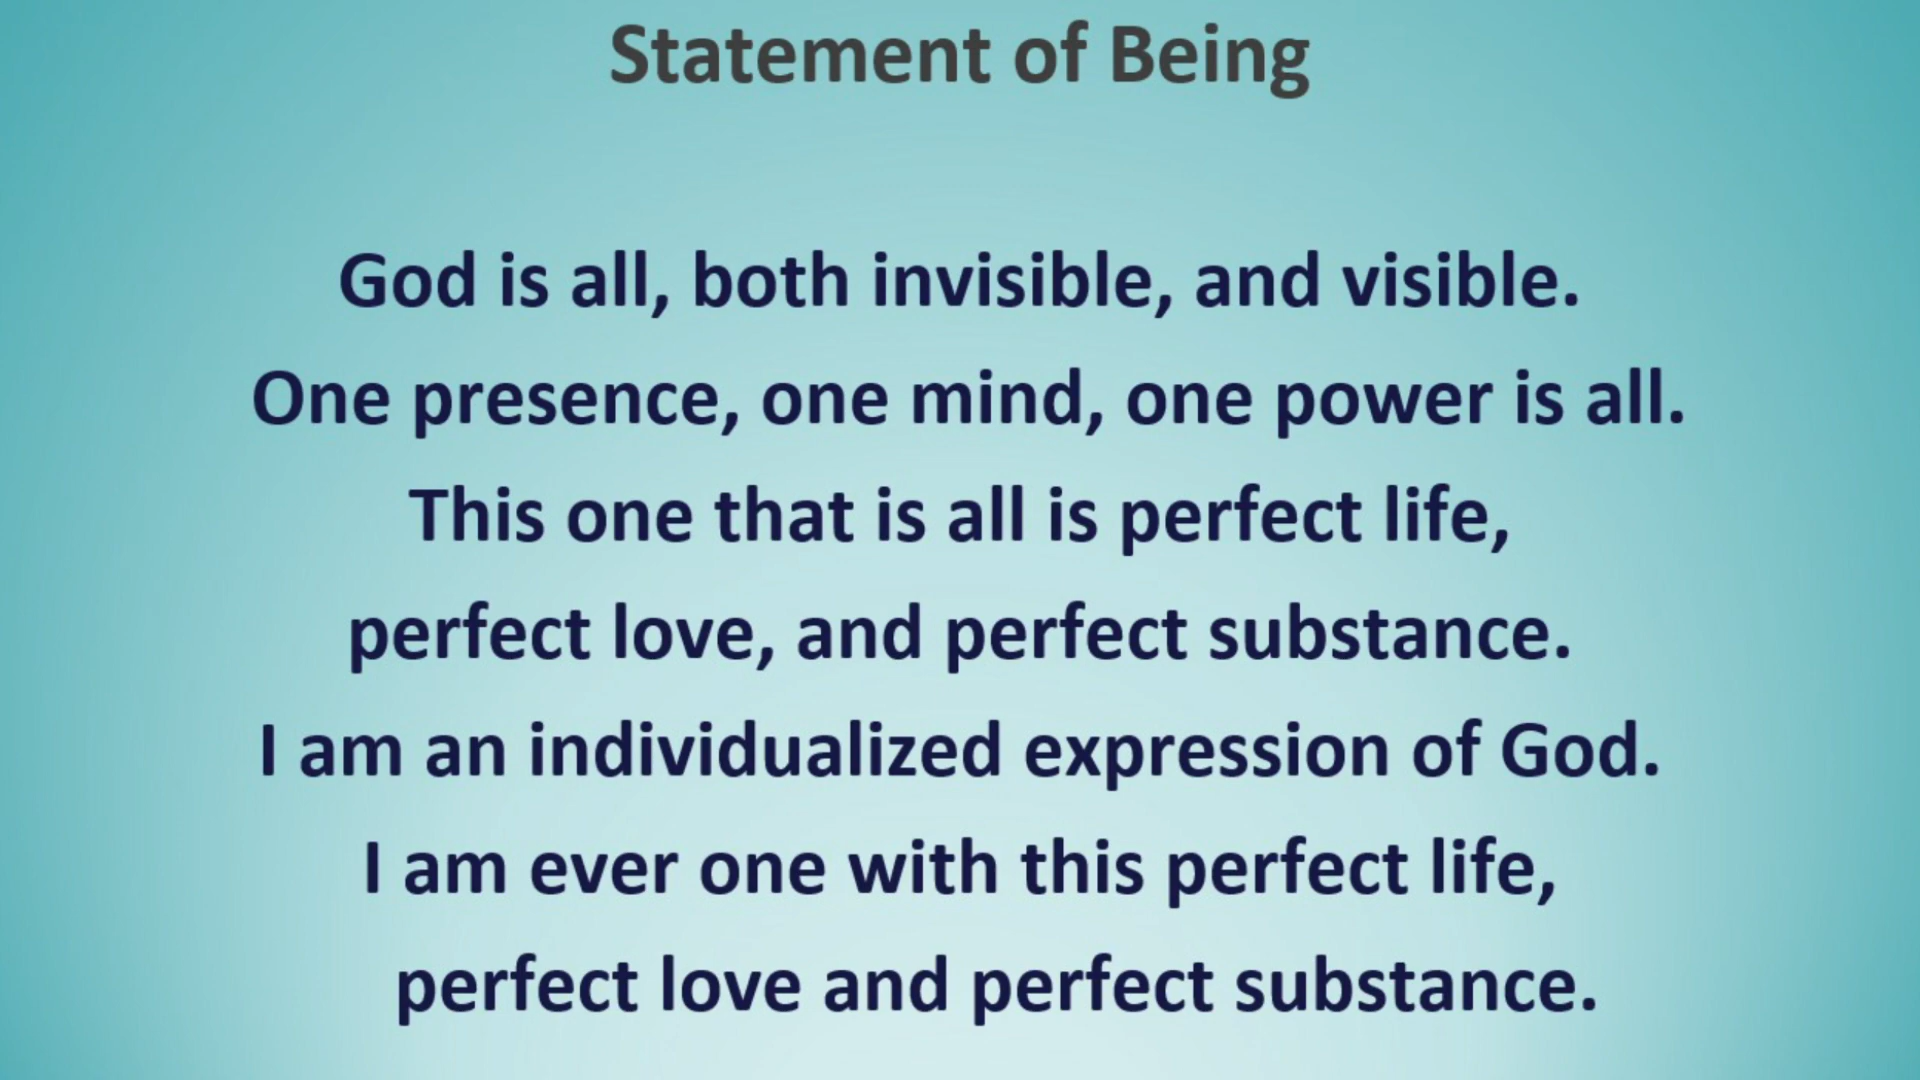 Statement of Being
God is all, both invisible, and visible.
One presence, one mind, one power is all.
This one that is all is perfect life,
perfect love, and perfect substance.
I am an individualized expression of God.
I am ever one with this perfect life,
perfect love and perfect substance.